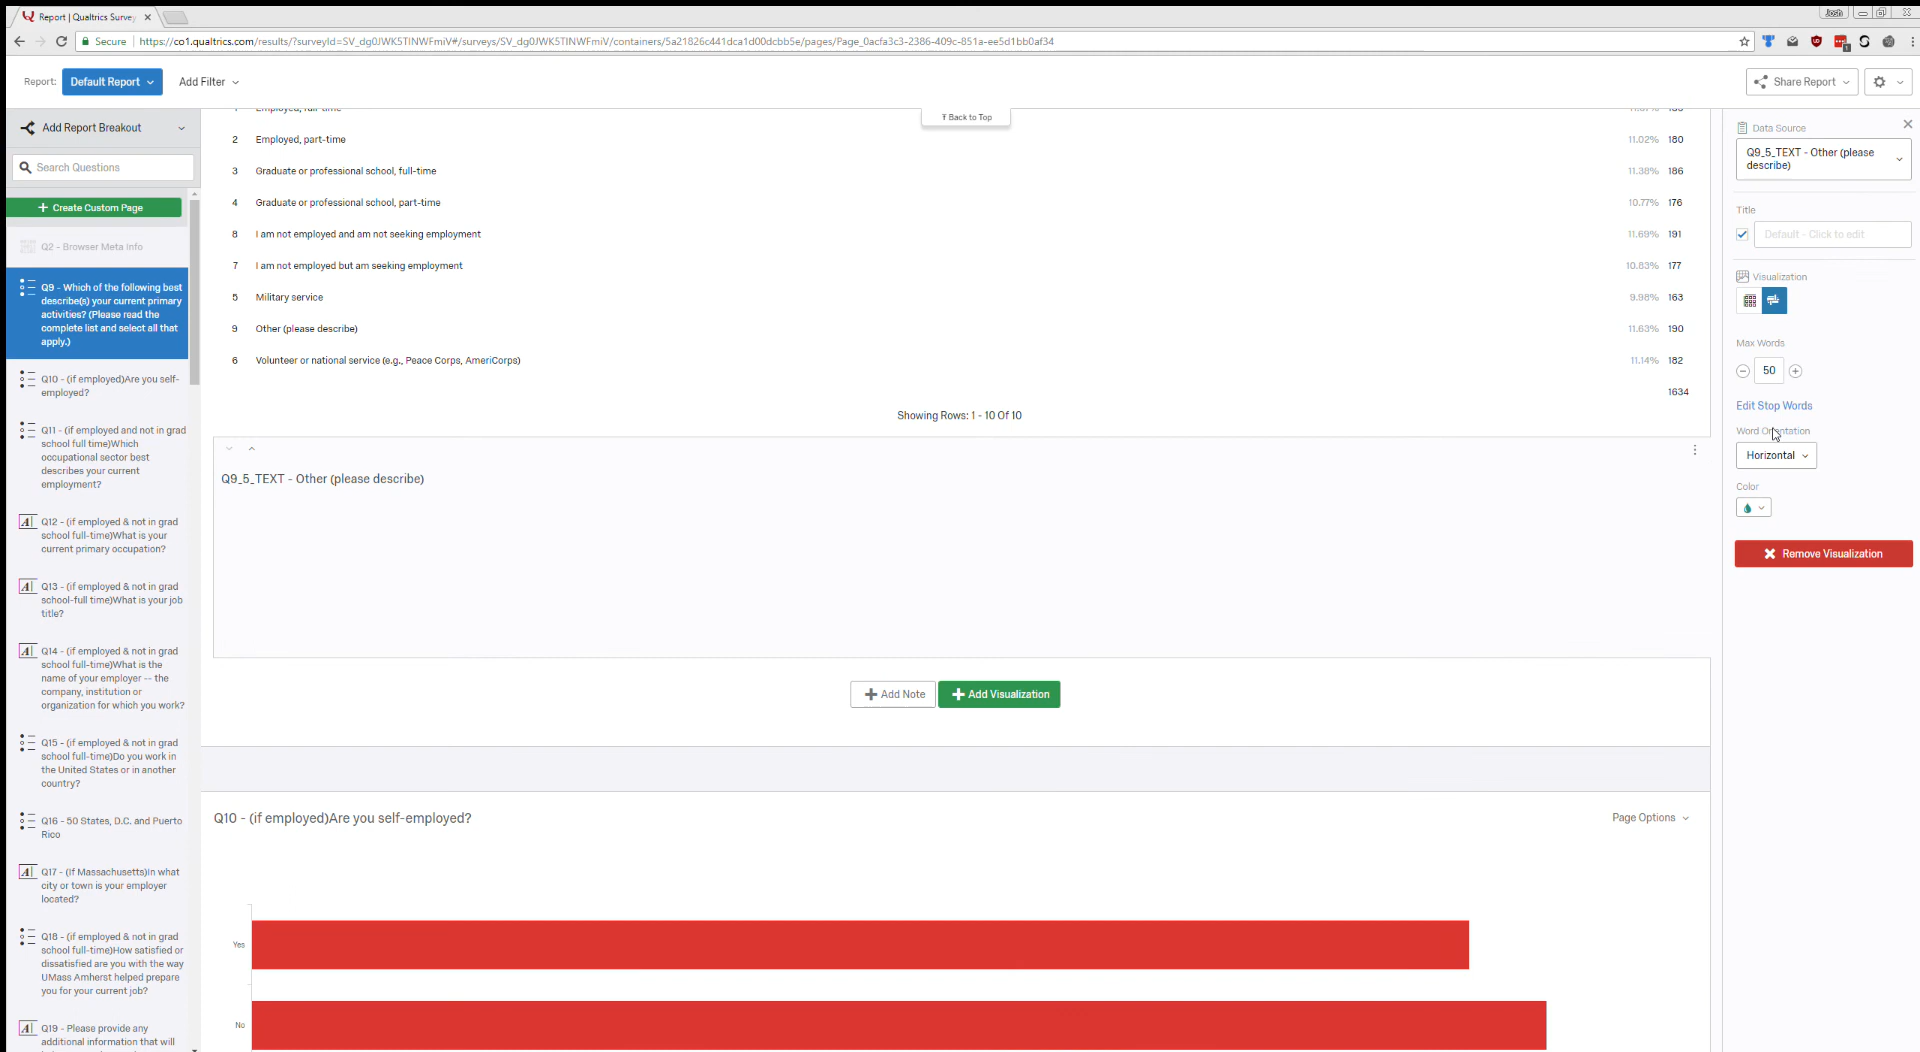 Report | Qualtrics Survey
Josh
Secure
https://co1.qualtrics.com/results/?surveyId=SV_dg0JWK5TINWFmiV#/surveys/SV_dg0JWK5TINWFmiV/containers/5a21826c441dca1d00dcbb5e/pages/Page_0acfa3c3-2386-409c-851a-ee5d1bb0af34
Report:
Default Report
Add Filter
Share Report
Add Report Breakout
Search Questions
Create Custom Page
Q2 - Browser Meta Info
Q9 - Which of the following best
describe(s) your current primary
activities? (Please read the
complete list and select all that
apply.)
Q10 - (if employed)Are you self-
employed?
Q11 - (if employed and not in grad
school full time)Which
occupational sector best
describes your current
employment?
Q12 - (if employed & not in grad
school full-time)What is your
current primary occupation?
Q13 - (if employed & not in grad
school-full time)What is your job
title?
Q14 - (if employed & not in grad
school full-time)What is the
name of your employer -- the
company, institution or
organization for which you work?
Q15 - (if employed & not in grad
school full-time)Do you work in
the United States or in another
country?
Q16 - 50 States, D.C. and Puerto
Rico
Q17 - (If Massachusetts)In what
city or town is your employer
located?
Q18 - (if employed & not in grad
school full-time)How satisfied or
dissatisfied are you with the way
UMass Amherst helped prepare
you for your current job?
Q19 - Please provide any
additional information that will
Back to Top
Employed, full-time
2 Employed, part-time 11.02% 180
3 Graduate or professional school, full-time 11.38% 186
4 Graduate or professional school, part-time 10.77% 176
8 I am not employed and am not seeking employment 11.69% 191
7 I am not employed but am seeking employment 10.83% 177
5 Military service 9.98% 163
9 Other (please describe) 11.63% 190
6 Volunteer or national service (e.g., Peace Corps, AmeriCorps) 11.14% 182
1634
Showing Rows: 1 - 10 Of 10
Q9_5_TEXT - Other (please describe)
Add Note
Add Visualization
Q10 - (if employed)Are you self-employed?
Page Options
Yes
No
Data Source
Q9_5_TEXT - Other (please
describe)
Title
Default - Click to edit
Visualization
Max Words
50
Edit Stop Words
Word Orientation
Horizontal
Color
Remove Visualization